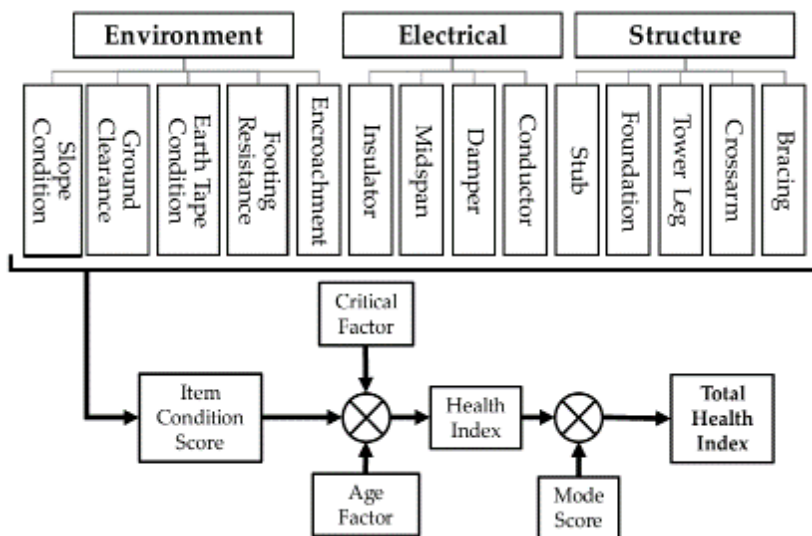 Environment
Electrical
Structure
Slope
Condition
Ground
Clearance
Earth Tape
Condition
Footing
Resistance
Encroachment
Insulator
Midspan
Damper
Conductor
Stub
Foundation
Tower Leg
Crossarm
Bracing
Critical
Factor
Item
Condition
Score
Health
Index
Total
Health
Index
Age
Factor
Mode
Score